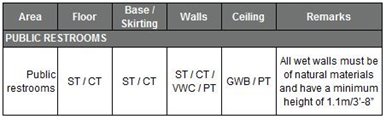 Area
Floor
Base /
Skirting
Walls
Ceiling
Remarks
PUBLIC RESTROOMS
Public
restrooms
ST / CT
ST / CT
ST / CT /
VWC / PT
GWB / PT
All wet walls must be
of natural materials
and have a minimum
height of 1.1m/3'-8"